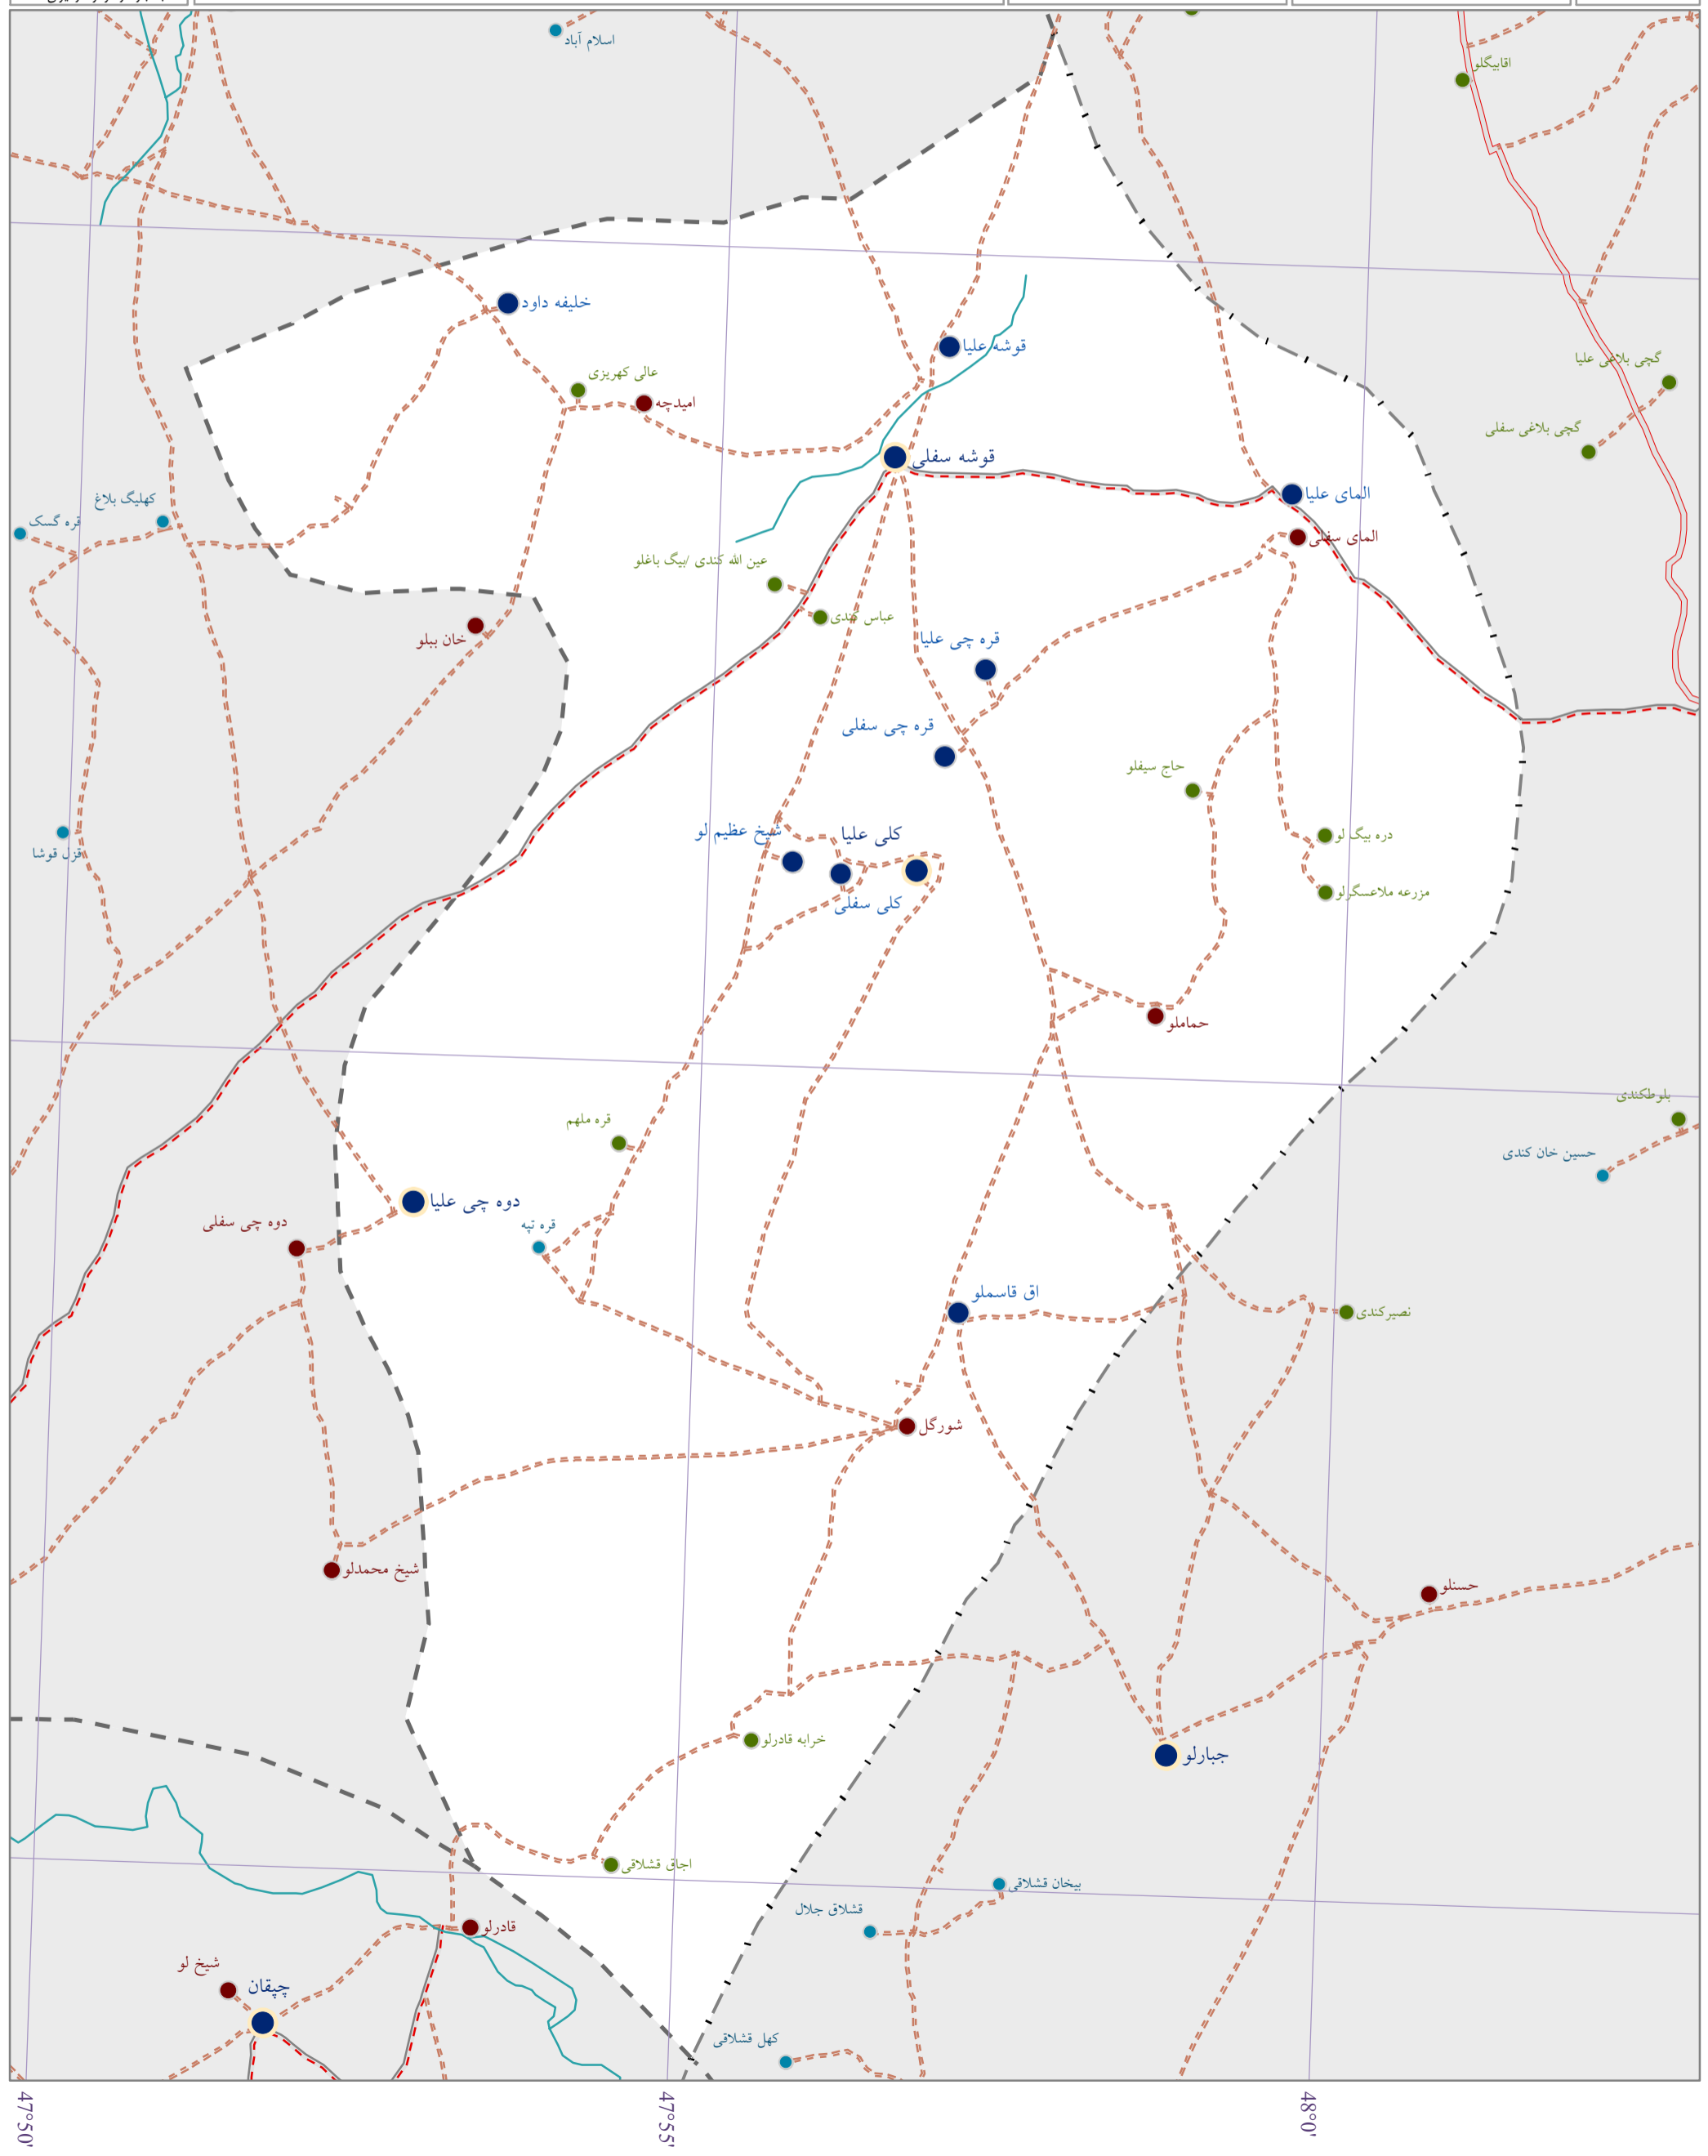 اسلام آباد
اقابیگلو
خلیفه داود
قوشه علیا
گچی بلاغی علیا
عالی کهریزی
امیدچه
گچی بلاغی سفلی
قوشه سفلی
المای علیا
کهلیگ بلاغ
قره گسک
المای سفلی
عین الله کندی /بیگ باغلو
عباس کندی
خان ببلو
قره چی علیا
قره چی سفلی
حاج سیفلو
شیخ عظیم لو
کلی علیا
دره بیگ لو
قزل قوشا
مزرعه ملاعسگرلو
کلی سفلی
حماملو
بلوطکندی
قره ملهم
حسین خان کندی
دوه چی علیا
دوه چی سفلی
قره تپه
اق قاسملو
نصیرکندی
شورگل
شیخ محمدلو
حسنلو
خرابه قادرلو
جبارلو
اجاق قشلاقی
بیخان قشلاقی
قشلاق جلال
قادرلو
شیخ لو
چپقان
کهل قشلاقی
47°50'
47°55'
48°0'